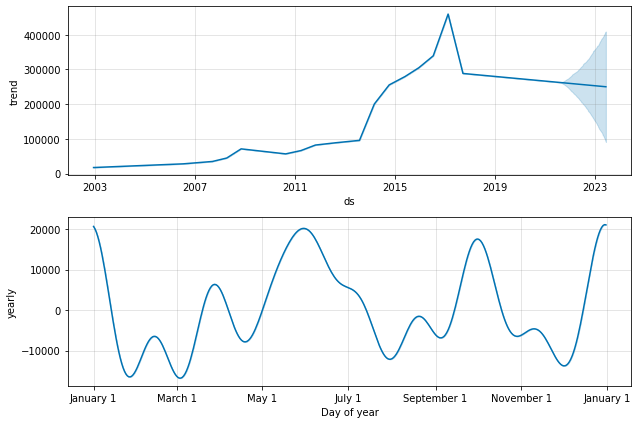 400000
300000
200000
100000
0
trend
2003 2007 2011 2015 2019 2023
ds
20000
10000
0
−10000
yearly
January 1 March 1 May 1 July 1 September 1 November 1 January 1
Day of year